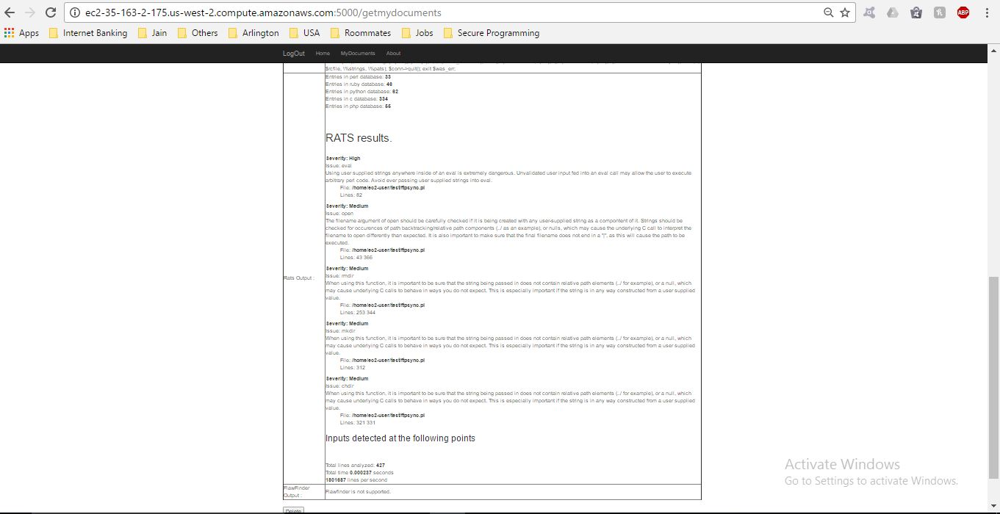 ec2-35-163-2-175.us-west-2.compute.amazonaws.com:5000/getmydocuments
ABP
Apps Internet Banking Jain Others Arlington USA Roommates Jobs Secure Programming
LogOut Home MyDocuments About
$rcfile, \%strings, \%pats); $conn->quit(); exit $was_err;
Entries in perl database: 33
Entries in ruby database: 46
Entries in python database: 62
Entries in c database: 334
Entries in php database: 55
RATS results.
Severity: High
Issue: eval
Using user supplied strings anywhere inside of an eval is extremely dangerous. Unvalidated user input fed into an eval call may allow the user to execute
arbitrary perl code. Avoid ever passing user supplied strings into eval.
File: /home/ec2-user/test/ftpsync.pl
Lines: 82
Severity: Medium
Issue: open
The filename argument of open should be carefully checked if it is being created with any user-supplied string as a compontent of it. Strings should be
checked for occurences of path backtracking/relative path components (../ as an example), or nulls, which may cause the underlying C call to interpret the
filename to open differently than expected. It is also important to make sure that the final filename does not end in a "|", as this will cause the path to be
executed.
File: /home/ec2-user/test/ftpsync.pl
Lines: 43 366
Severity: Medium
Issue: rmdir
When using this function, it is important to be sure that the string being passed in does not contain relative path elements (../ for example), or a null, which
may cause underlying C calls to behave in ways you do not expect. This is especially important if the string is in any way constructed from a user supplied
value.
File: /home/ec2-user/test/ftpsync.pl
Lines: 253 344
Severity: Medium
Issue: mkdir
When using this function, it is important to be sure that the string being passed in does not contain relative path elements (../ for example), or a null, which
may cause underlying C calls to behave in ways you do not expect. This is especially important if the string is in any way constructed from a user supplied
value.
File: /home/ec2-user/test/ftpsync.pl
Lines: 312
Severity: Medium
Issue: chdir
When using this function, it is important to be sure that the string being passed in does not contain relative path elements (../ for example), or a null, which
may cause underlying C calls to behave in ways you do not expect. This is especially important if the string is in any way constructed from a user supplied
value.
File: /home/ec2-user/test/ftpsync.pl
Lines: 321 331
Rats Output :
Inputs detected at the following points
Total lines analyzed: 427
Total time 0.000237 seconds
1801687 lines per second
FlawFinder
Output :
Flawfinder is not supported.
Delete
Activate Windows
Go to Settings to activate Windows.